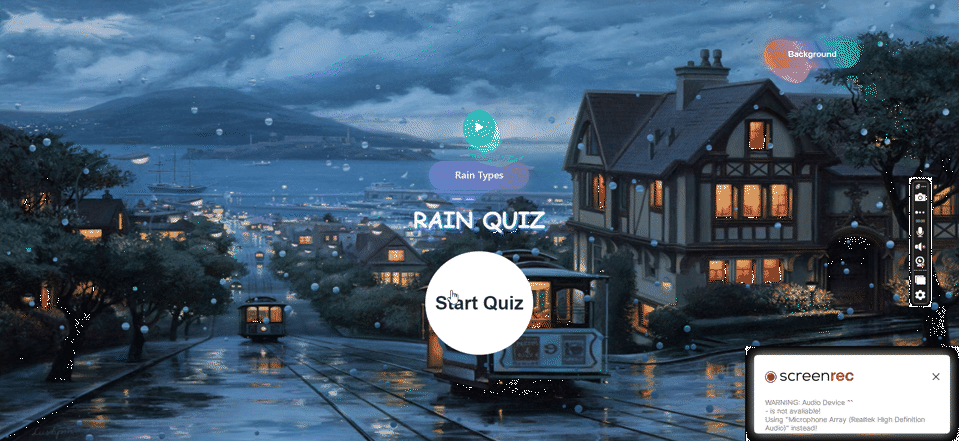 Background
Rain Types
RAIN QUIZ
Start Quiz
screenrec
WARNING: Audio Device ""
- is not available!
Using "Microphone Array (Realtek High Definition
Audio)" instead!